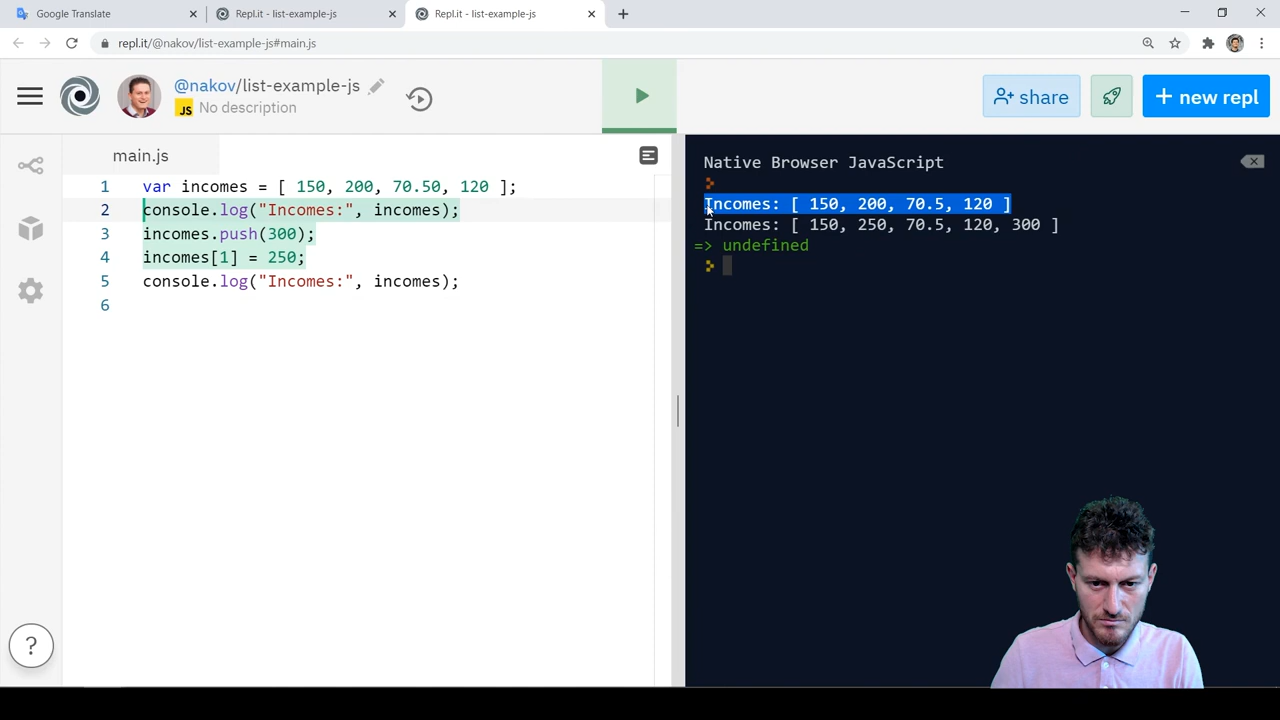 Google Translate
Repl.it - list-example-js
Repl.it - list-example-js
repl.it/@nakov/list-example-js#main.js
@nakov/list-example-js
JS No description
share
+ new repl
main.js
1 var incomes = [ 150, 200, 70.50, 120 ];
2 console.log("Incomes:", incomes);
3 incomes.push(300);
4 incomes[1] = 250;
5 console.log("Incomes:", incomes);
6
Native Browser JavaScript
Incomes: [ 150, 200, 70.5, 120 ]
Incomes: [ 150, 250, 70.5, 120, 300 ]
=> undefined
?